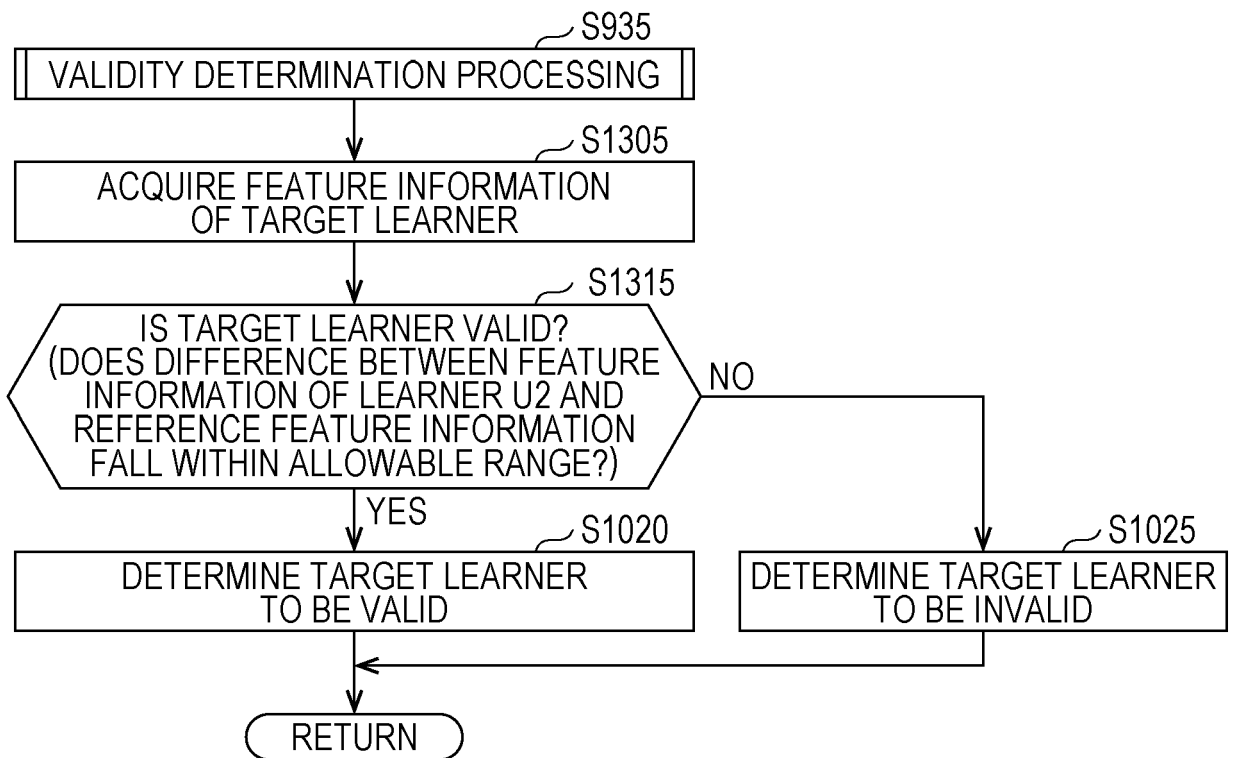 S935
VALIDITY DETERMINATION PROCESSING
S1305
ACQUIRE FEATURE INFORMATION
OF TARGET LEARNER
S1315
IS TARGET LEARNER VALID?
(DOES DIFFERENCE BETWEEN FEATURE
INFORMATION OF LEARNER U2 AND
REFERENCE FEATURE INFORMATION
FALL WITHIN ALLOWABLE RANGE?)
NO
YES
S1020
DETERMINE TARGET LEARNER
TO BE VALID
S1025
DETERMINE TARGET LEARNER
TO BE INVALID
RETURN